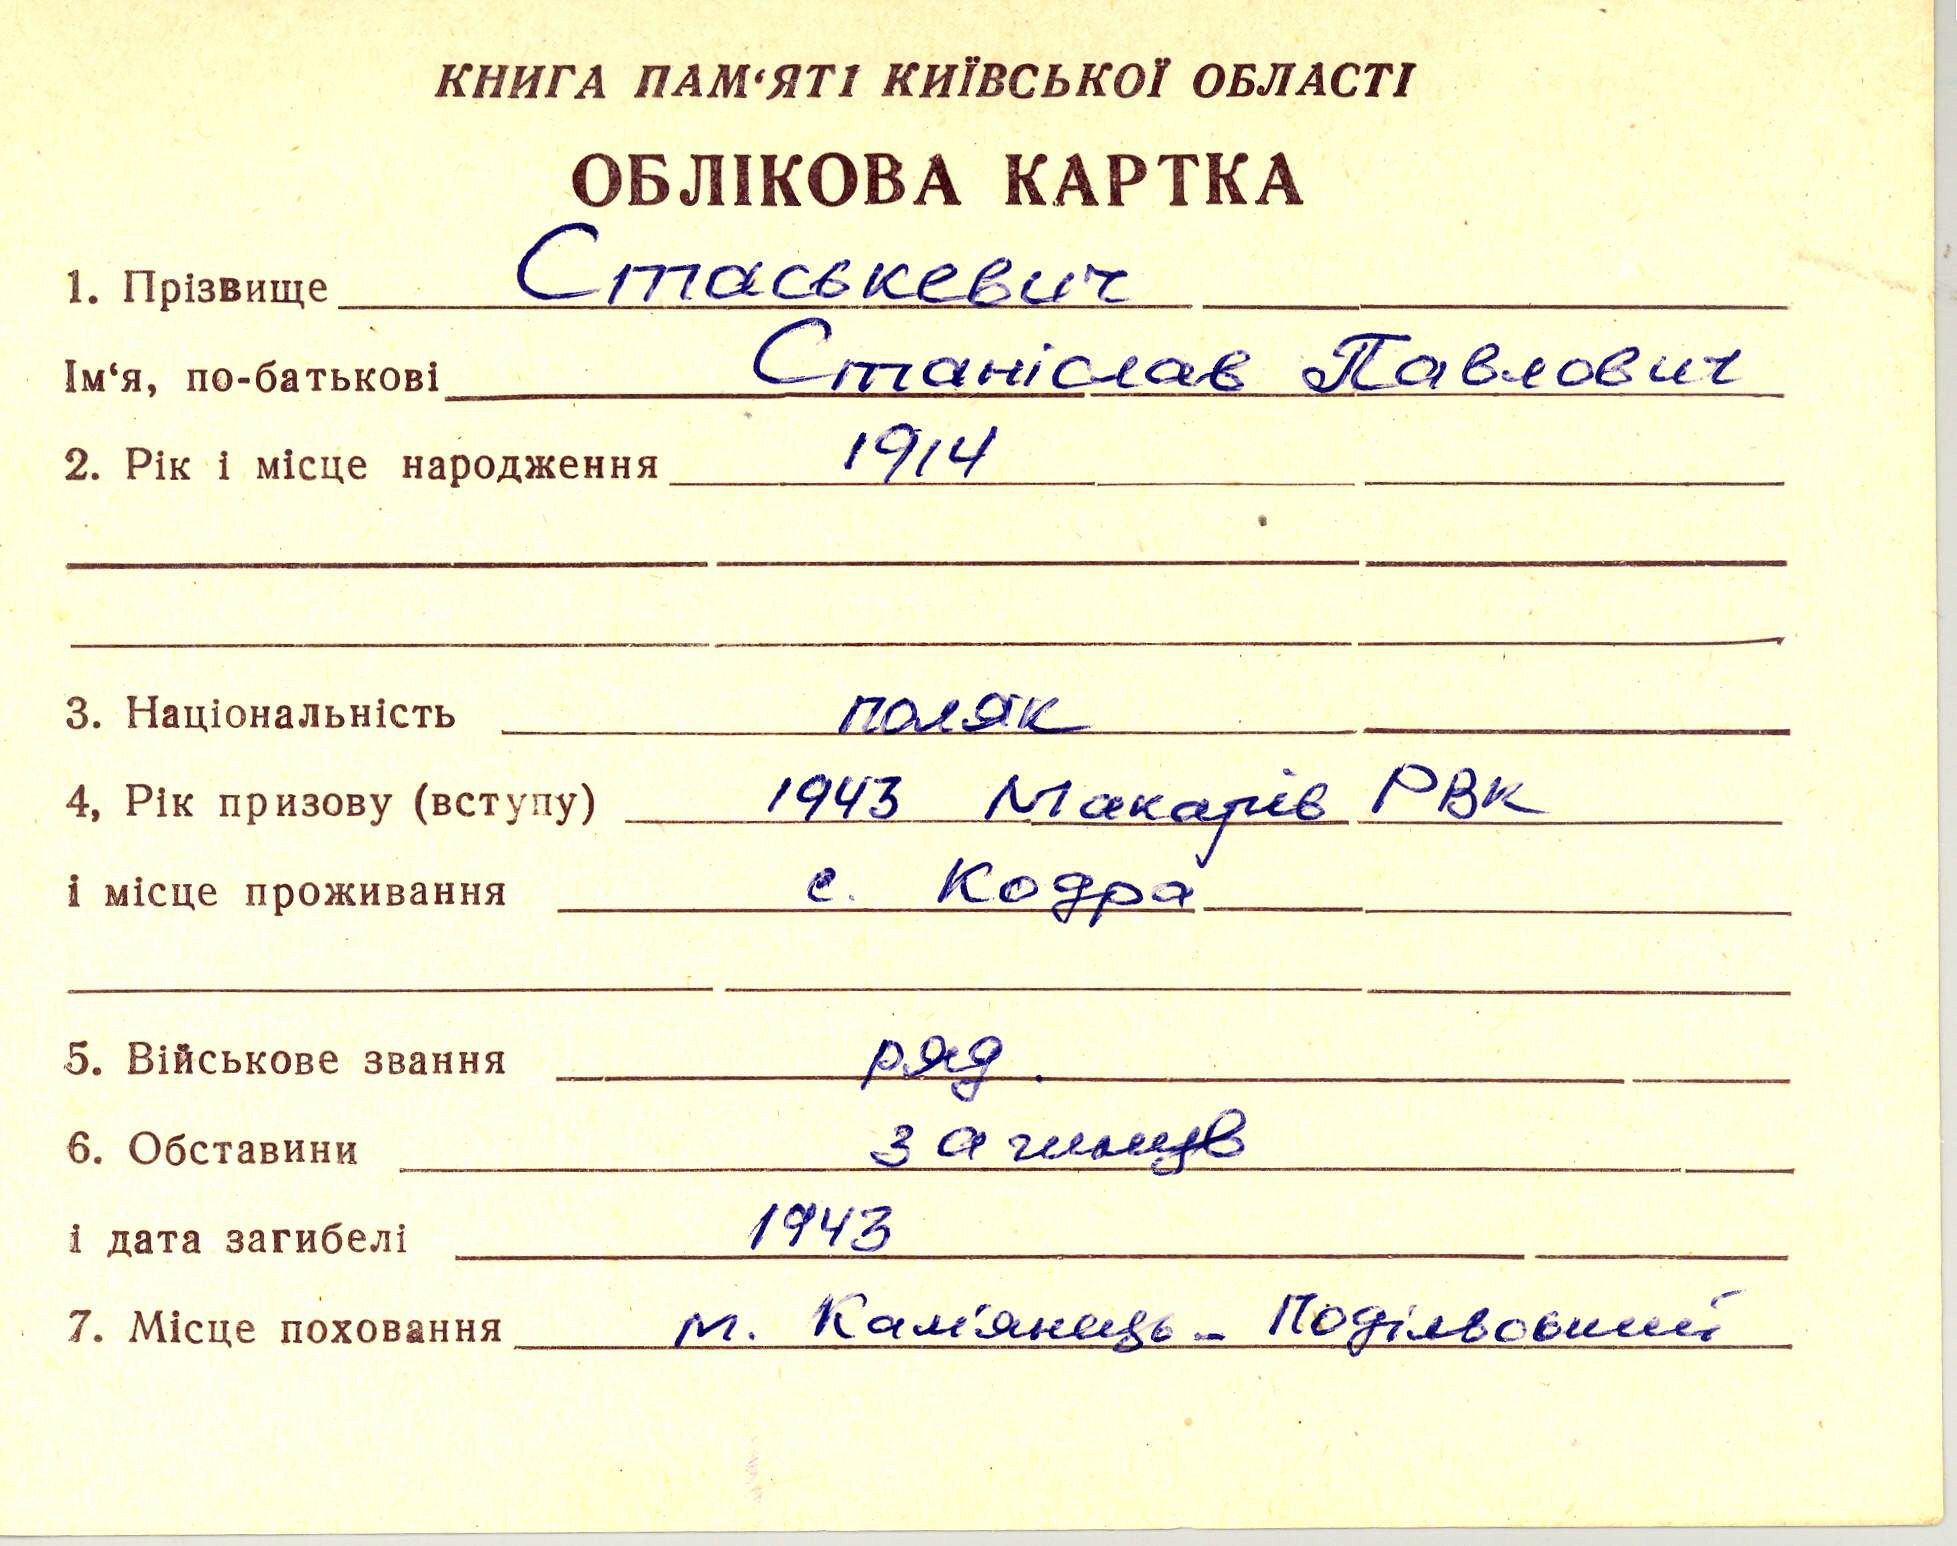 КНИГА ПАМ‘ЯТІ КИЇВСЬКОЇ ОБЛАСТІ
ОБЛІКОВА КАРТКА
1. Прізвище Стаськевич
Ім‘я, по-батькові Станіслав Павлович
2. Рік і місце народження 1914
3. Національність поляк
4, Рік призову (вступу) 1943 Макарів РВК
і місце проживання с. Кодра
5. Військове звання ряд.
6. Обставини загинув
і дата загибелі 1943
7. Місце поховання м. Кам'янець-Подільський